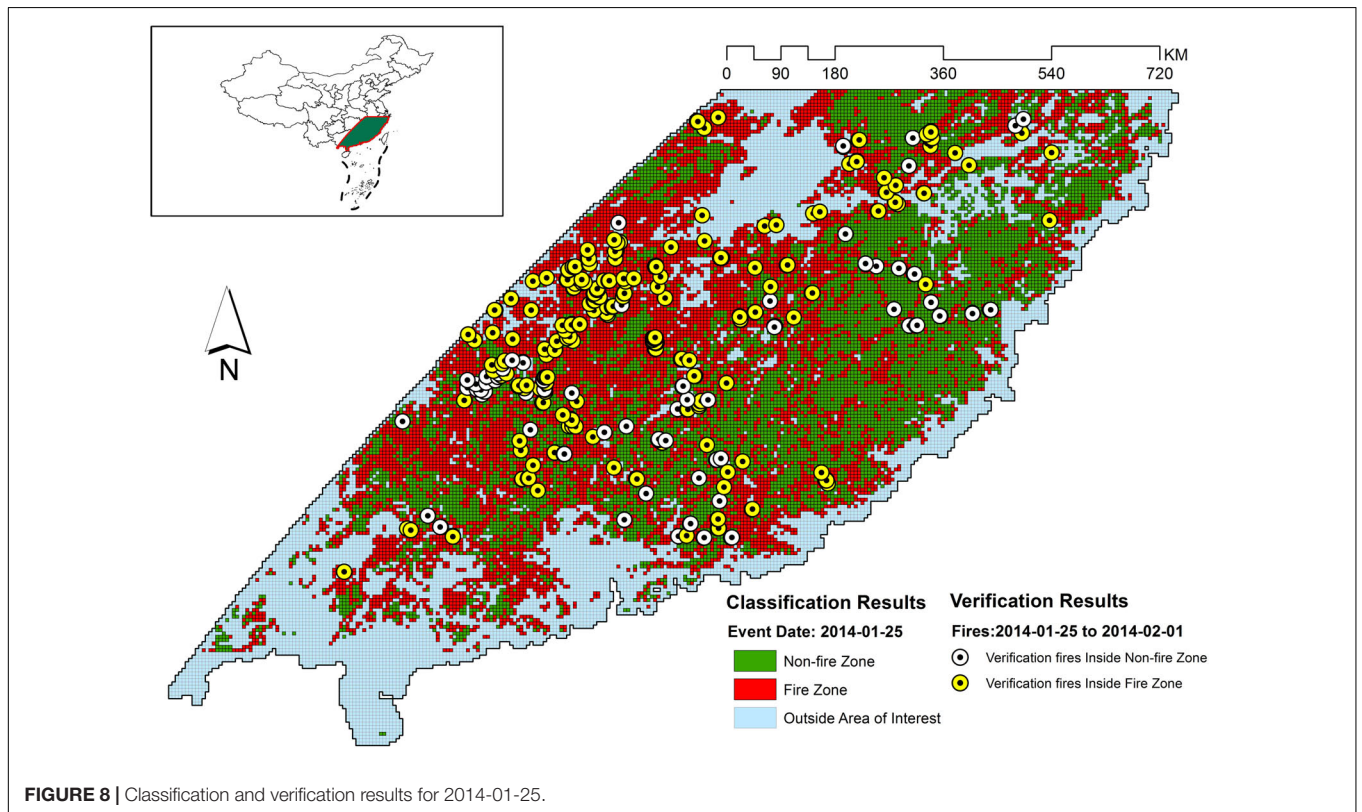 KM
0 90 180 360 540 720
N
Classification Results
Event Date: 2014-01-25
Non-fire Zone
Fire Zone
Outside Area of Interest
Verification Results
Fires:2014-01-25 to 2014-02-01
Verification fires Inside Non-fire Zone
Verification fires Inside Fire Zone
FIGURE 8 | Classification and verification results for 2014-01-25.